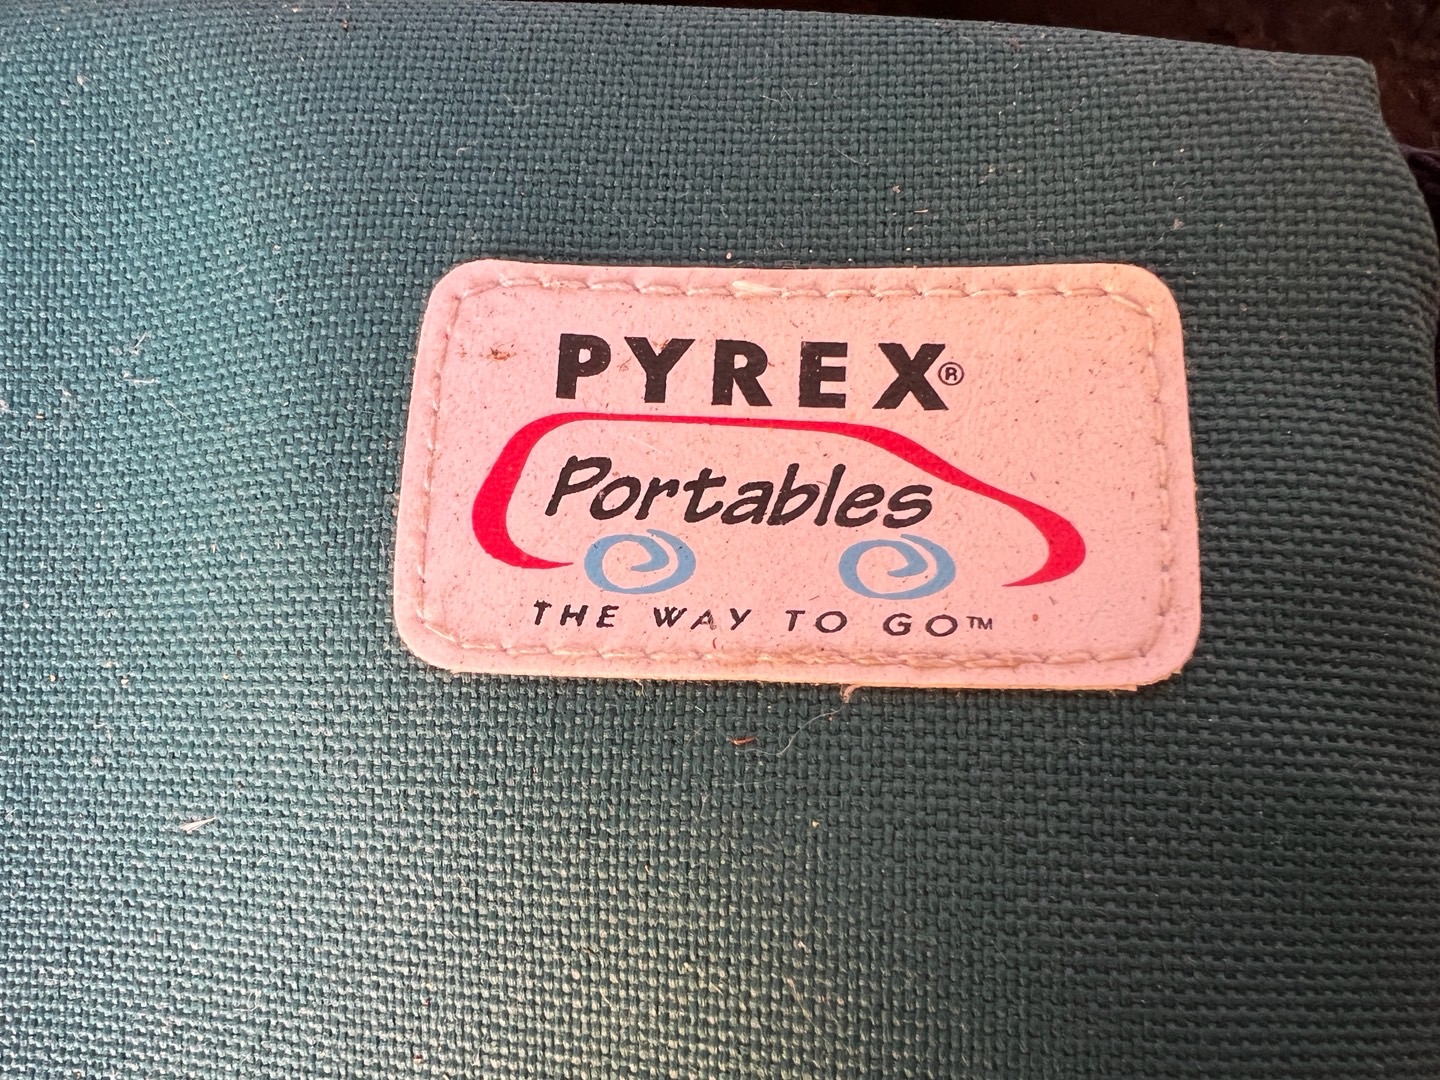 PYREX®
Portables
THE WAY TO GO™